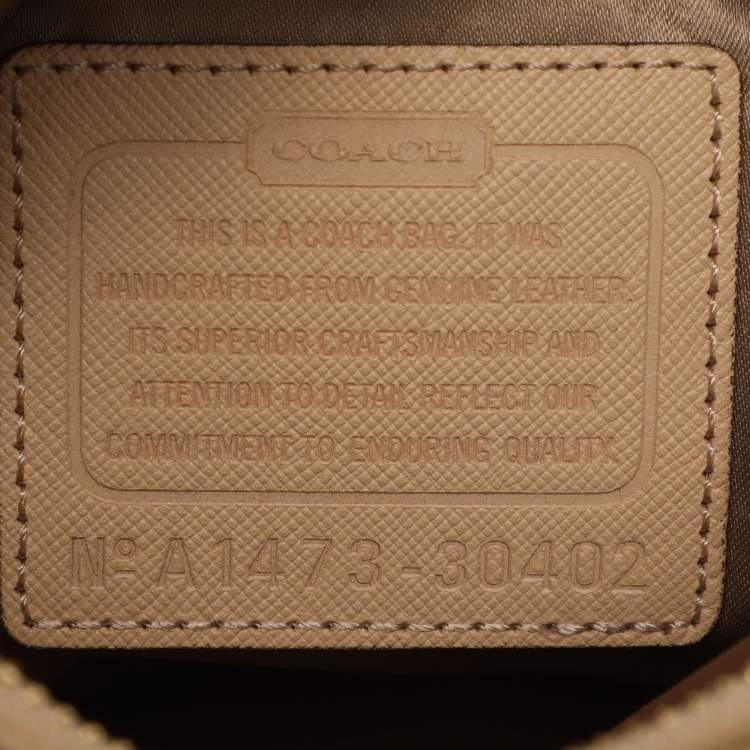 COACH
THIS IS A COACH BAG. IT WAS
HANDCRAFTED FROM GENUINE LEATHER.
ITS SUPERIOR CRAFTSMANSHIP AND
ATTENTION TO DETAIL REFLECT OUR
COMMITMENT TO ENDURING QUALITY.
Nº A1473-30402